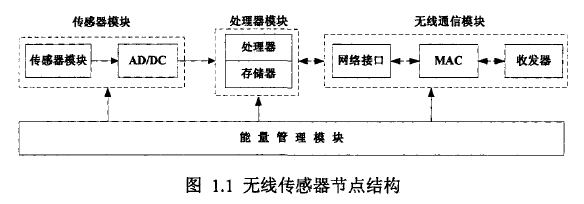 传感器模块 处理器模块 无线通信模块
处理器
传感器模块 AD/DC 网络接口 MAC 收发器
存储器
能量管理模块
图 1.1 无线传感器节点结构